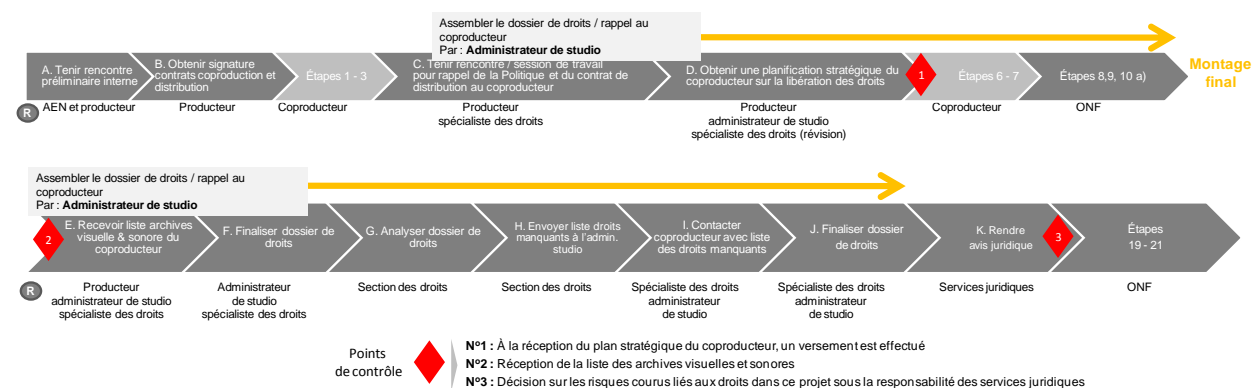 Assembler le dossier de droits / rappel au
coproducteur
Par : Administrateur de studio
A. Tenir rencontre
préliminaire interne
B. Obtenir signature
contrats coproduction et
distribution
Étapes 1 - 3
C. Tenir rencontre / session de travail
pour rappel de la Politique et du contrat de
distribution au coproducteur
D. Obtenir une planification stratégique du
coproducteur sur la libération des droits
1
Étapes 6 - 7
Étapes 8,9, 10 a)
Montage
final
R
AEN et producteur
Producteur
Coproducteur
Producteur
spécialiste des droits
Producteur
administrateur de studio
spécialiste des droits (révision)
Coproducteur
ONF
Assembler le dossier de droits / rappel au
coproducteur
Par : Administrateur de studio
2
E. Recevoir liste archives
visuelle & sonore du
coproducteur
F. Finaliser dossier de
droits
G. Analyser dossier de
droits
H. Envoyer liste droits
manquants à l'admin.
studio
I. Contacter
coproducteur avec liste
des droits manquants
J. Finaliser dossier
de droits
K. Rendre
avis juridique
3
Étapes
19 - 21
R
Producteur
administrateur de studio
spécialiste des droits
Administrateur
de studio
spécialiste des droits
Section des droits
Section des droits
Spécialiste des droits
administrateur
de studio
Spécialiste des droits
administrateur
de studio
Services juridiques
ONF
Points
de contrôle
Nº1 : À la réception du plan stratégique du coproducteur, un versement est effectué
Nº2 : Réception de la liste des archives visuelles et sonores
Nº3 : Décision sur les risques courus liés aux droits dans ce projet sous la responsabilité des services juridiques